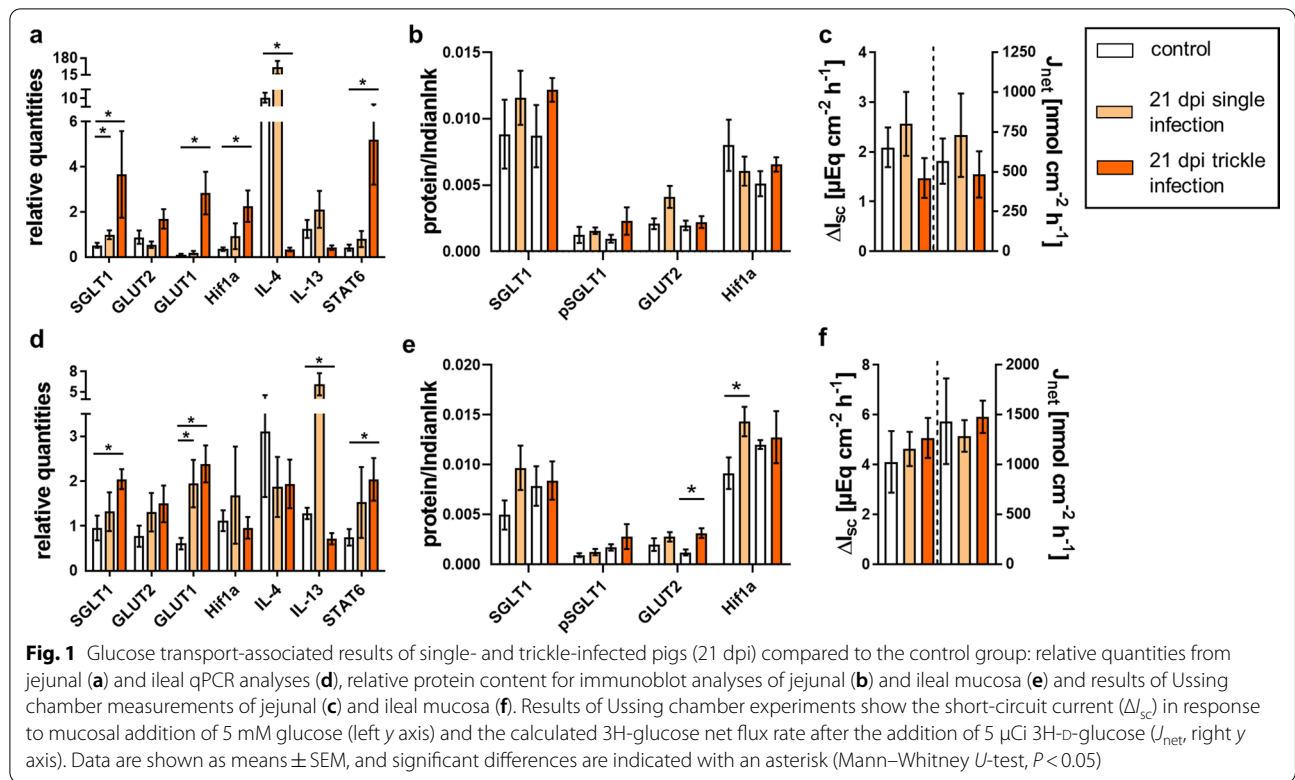 a
relative quantities
180
15
10
6
4
2
0
*
*
*
*
*
*
SGLT1
GLUT2
GLUT1
Hif1a
IL-4
IL-13
STAT6
b
protein/IndianInk
0.015
0.010
0.005
0.000
SGLT1
pSGLT1
GLUT2
Hif1a
c
ΔIsc [µEq cm-2 h-1]
4
3
2
1
0
1250
1000
750
500
250
0
Jnet [nmol cm-2 h-1]
control
21 dpi single
infection
21 dpi trickle
infection
d
relative quantities
8
5
3
2
1
0
*
*
*
*
*
SGLT1
GLUT2
GLUT1
Hif1a
IL-4
IL-13
STAT6
e
protein/IndianInk
0.020
0.015
0.010
0.005
0.000
*
*
SGLT1
pSGLT1
GLUT2
Hif1a
f
ΔIsc [µEq cm-2 h-1]
8
6
4
2
0
2000
1500
1000
500
0
Jnet [nmol cm-2 h-1]
Fig. 1 Glucose transport-associated results of single- and trickle-infected pigs (21 dpi) compared to the control group: relative quantities from
jejunal (a) and ileal qPCR analyses (d), relative protein content for immunoblot analyses of jejunal (b) and ileal mucosa (e) and results of Ussing
chamber measurements of jejunal (c) and ileal mucosa (f). Results of Ussing chamber experiments show the short-circuit current (ΔIsc) in response
to mucosal addition of 5 mM glucose (left y axis) and the calculated 3H-glucose net flux rate after the addition of 5 µCi 3H-D-glucose (Jnet, right y
axis). Data are shown as means ± SEM, and significant differences are indicated with an asterisk (Mann–Whitney U-test, P < 0.05)